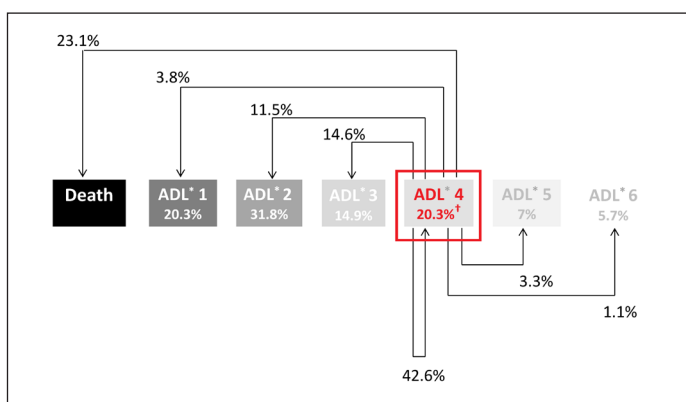 23.1%
3.8%
11.5%
14.6%
Death
ADL* 1
20.3%
ADL* 2
31.8%
ADL* 3
14.9%
ADL* 4
20.3%†
ADL* 5
7%
ADL* 6
5.7%
3.3%
1.1%
42.6%